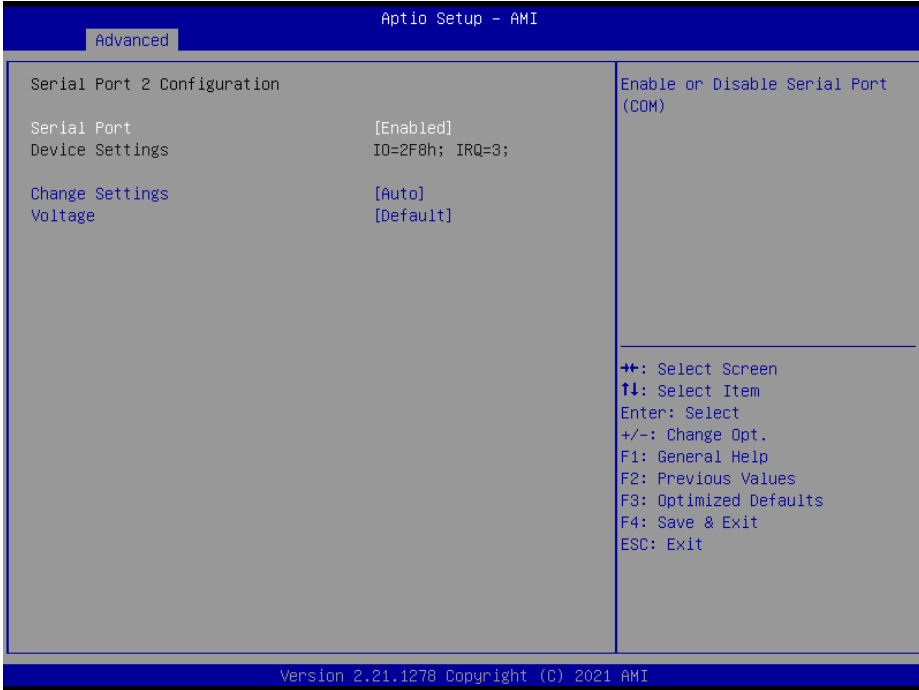 Aptio Setup - AMI
Advanced
Serial Port 2 Configuration
Serial Port [Enabled]
Device Settings IO=2F8h; IRQ=3;
Change Settings [Auto]
Voltage [Default]
Enable or Disable Serial Port
(COM)
→←: Select Screen
↑↓: Select Item
Enter: Select
+/-: Change Opt.
F1: General Help
F2: Previous Values
F3: Optimized Defaults
F4: Save & Exit
ESC: Exit
Version 2.21.1278 Copyright (C) 2021 AMI